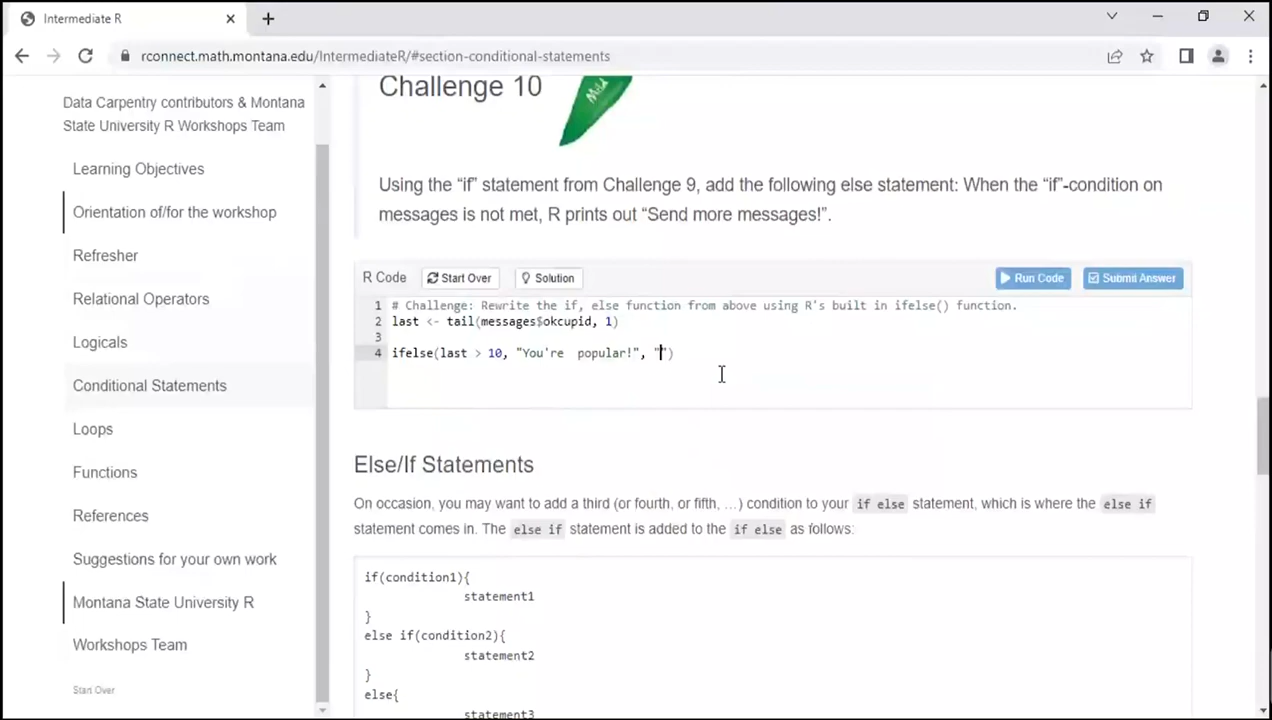 Intermediate R
rconnect.math.montana.edu/IntermediateR/#section-conditional-statements
Data Carpentry contributors & Montana
State University R Workshops Team
Learning Objectives
Orientation of/for the workshop
Refresher
Relational Operators
Logicals
Conditional Statements
Loops
Functions
References
Suggestions for your own work
Montana State University R
Workshops Team
Start Over
Challenge 10
Mild
Using the “if” statement from Challenge 9, add the following else statement: When the “if”-condition on
messages is not met, R prints out “Send more messages!”.
R Code
Start Over
Solution
Run Code
Submit Answer
1 # Challenge: Rewrite the if, else function from above using R's built in ifelse() function.
2 last <- tail(messages$okcupid, 1)
3
4 ifelse(last > 10, "You're  popular!", "")
Else/If Statements
On occasion, you may want to add a third (or fourth, or fifth, …) condition to your if else statement, which is where the else if
statement comes in. The else if statement is added to the if else as follows:
if(condition1){
statement1
}
else if(condition2){
statement2
}
else{
statement3